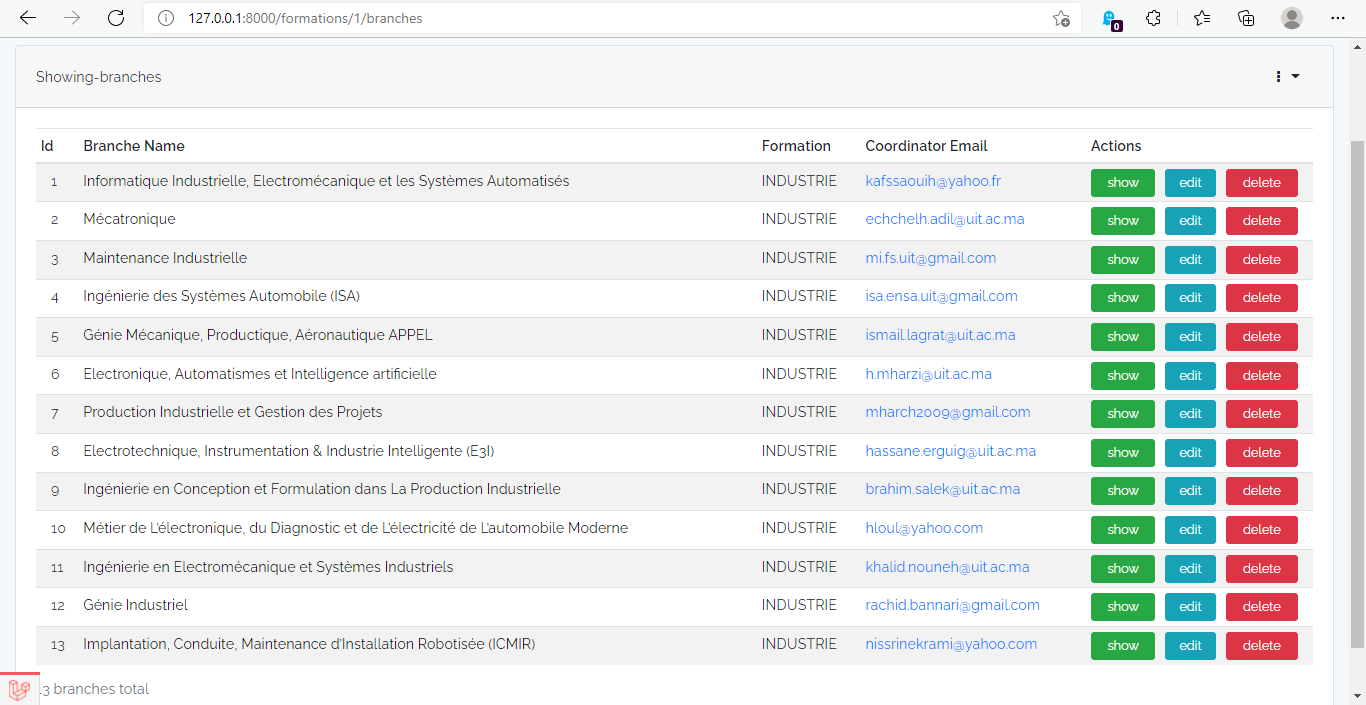 127.0.0.1:8000/formations/1/branches
0
Showing-branches
Id Branche Name Formation Coordinator Email Actions
1 Informatique Industrielle, Electromécanique et les Systèmes Automatisés INDUSTRIE kafssaouih@yahoo.fr show edit delete
2 Mécatronique INDUSTRIE echchelh.adil@uit.ac.ma show edit delete
3 Maintenance Industrielle INDUSTRIE mi.fs.uit@gmail.com show edit delete
4 Ingénierie des Systèmes Automobile (ISA) INDUSTRIE isa.ensa.uit@gmail.com show edit delete
5 Génie Mécanique, Productique, Aéronautique APPEL INDUSTRIE ismail.lagrat@uit.ac.ma show edit delete
6 Electronique, Automatismes et Intelligence artificielle INDUSTRIE h.mharzi@uit.ac.ma show edit delete
7 Production Industrielle et Gestion des Projets INDUSTRIE mharch2009@gmail.com show edit delete
8 Electrotechnique, Instrumentation & Industrie Intelligente (E3I) INDUSTRIE hassane.erguig@uit.ac.ma show edit delete
9 Ingénierie en Conception et Formulation dans La Production Industrielle INDUSTRIE brahim.salek@uit.ac.ma show edit delete
10 Métier de L'électronique, du Diagnostic et de L'électricité de L'automobile Moderne INDUSTRIE hloul@yahoo.com show edit delete
11 Ingénierie en Electromécanique et Systèmes Industriels INDUSTRIE khalid.nouneh@uit.ac.ma show edit delete
12 Génie Industriel INDUSTRIE rachid.bannari@gmail.com show edit delete
13 Implantation, Conduite, Maintenance d'Installation Robotisée (ICMIR) INDUSTRIE nissrinekrami@yahoo.com show edit delete
3 branches total